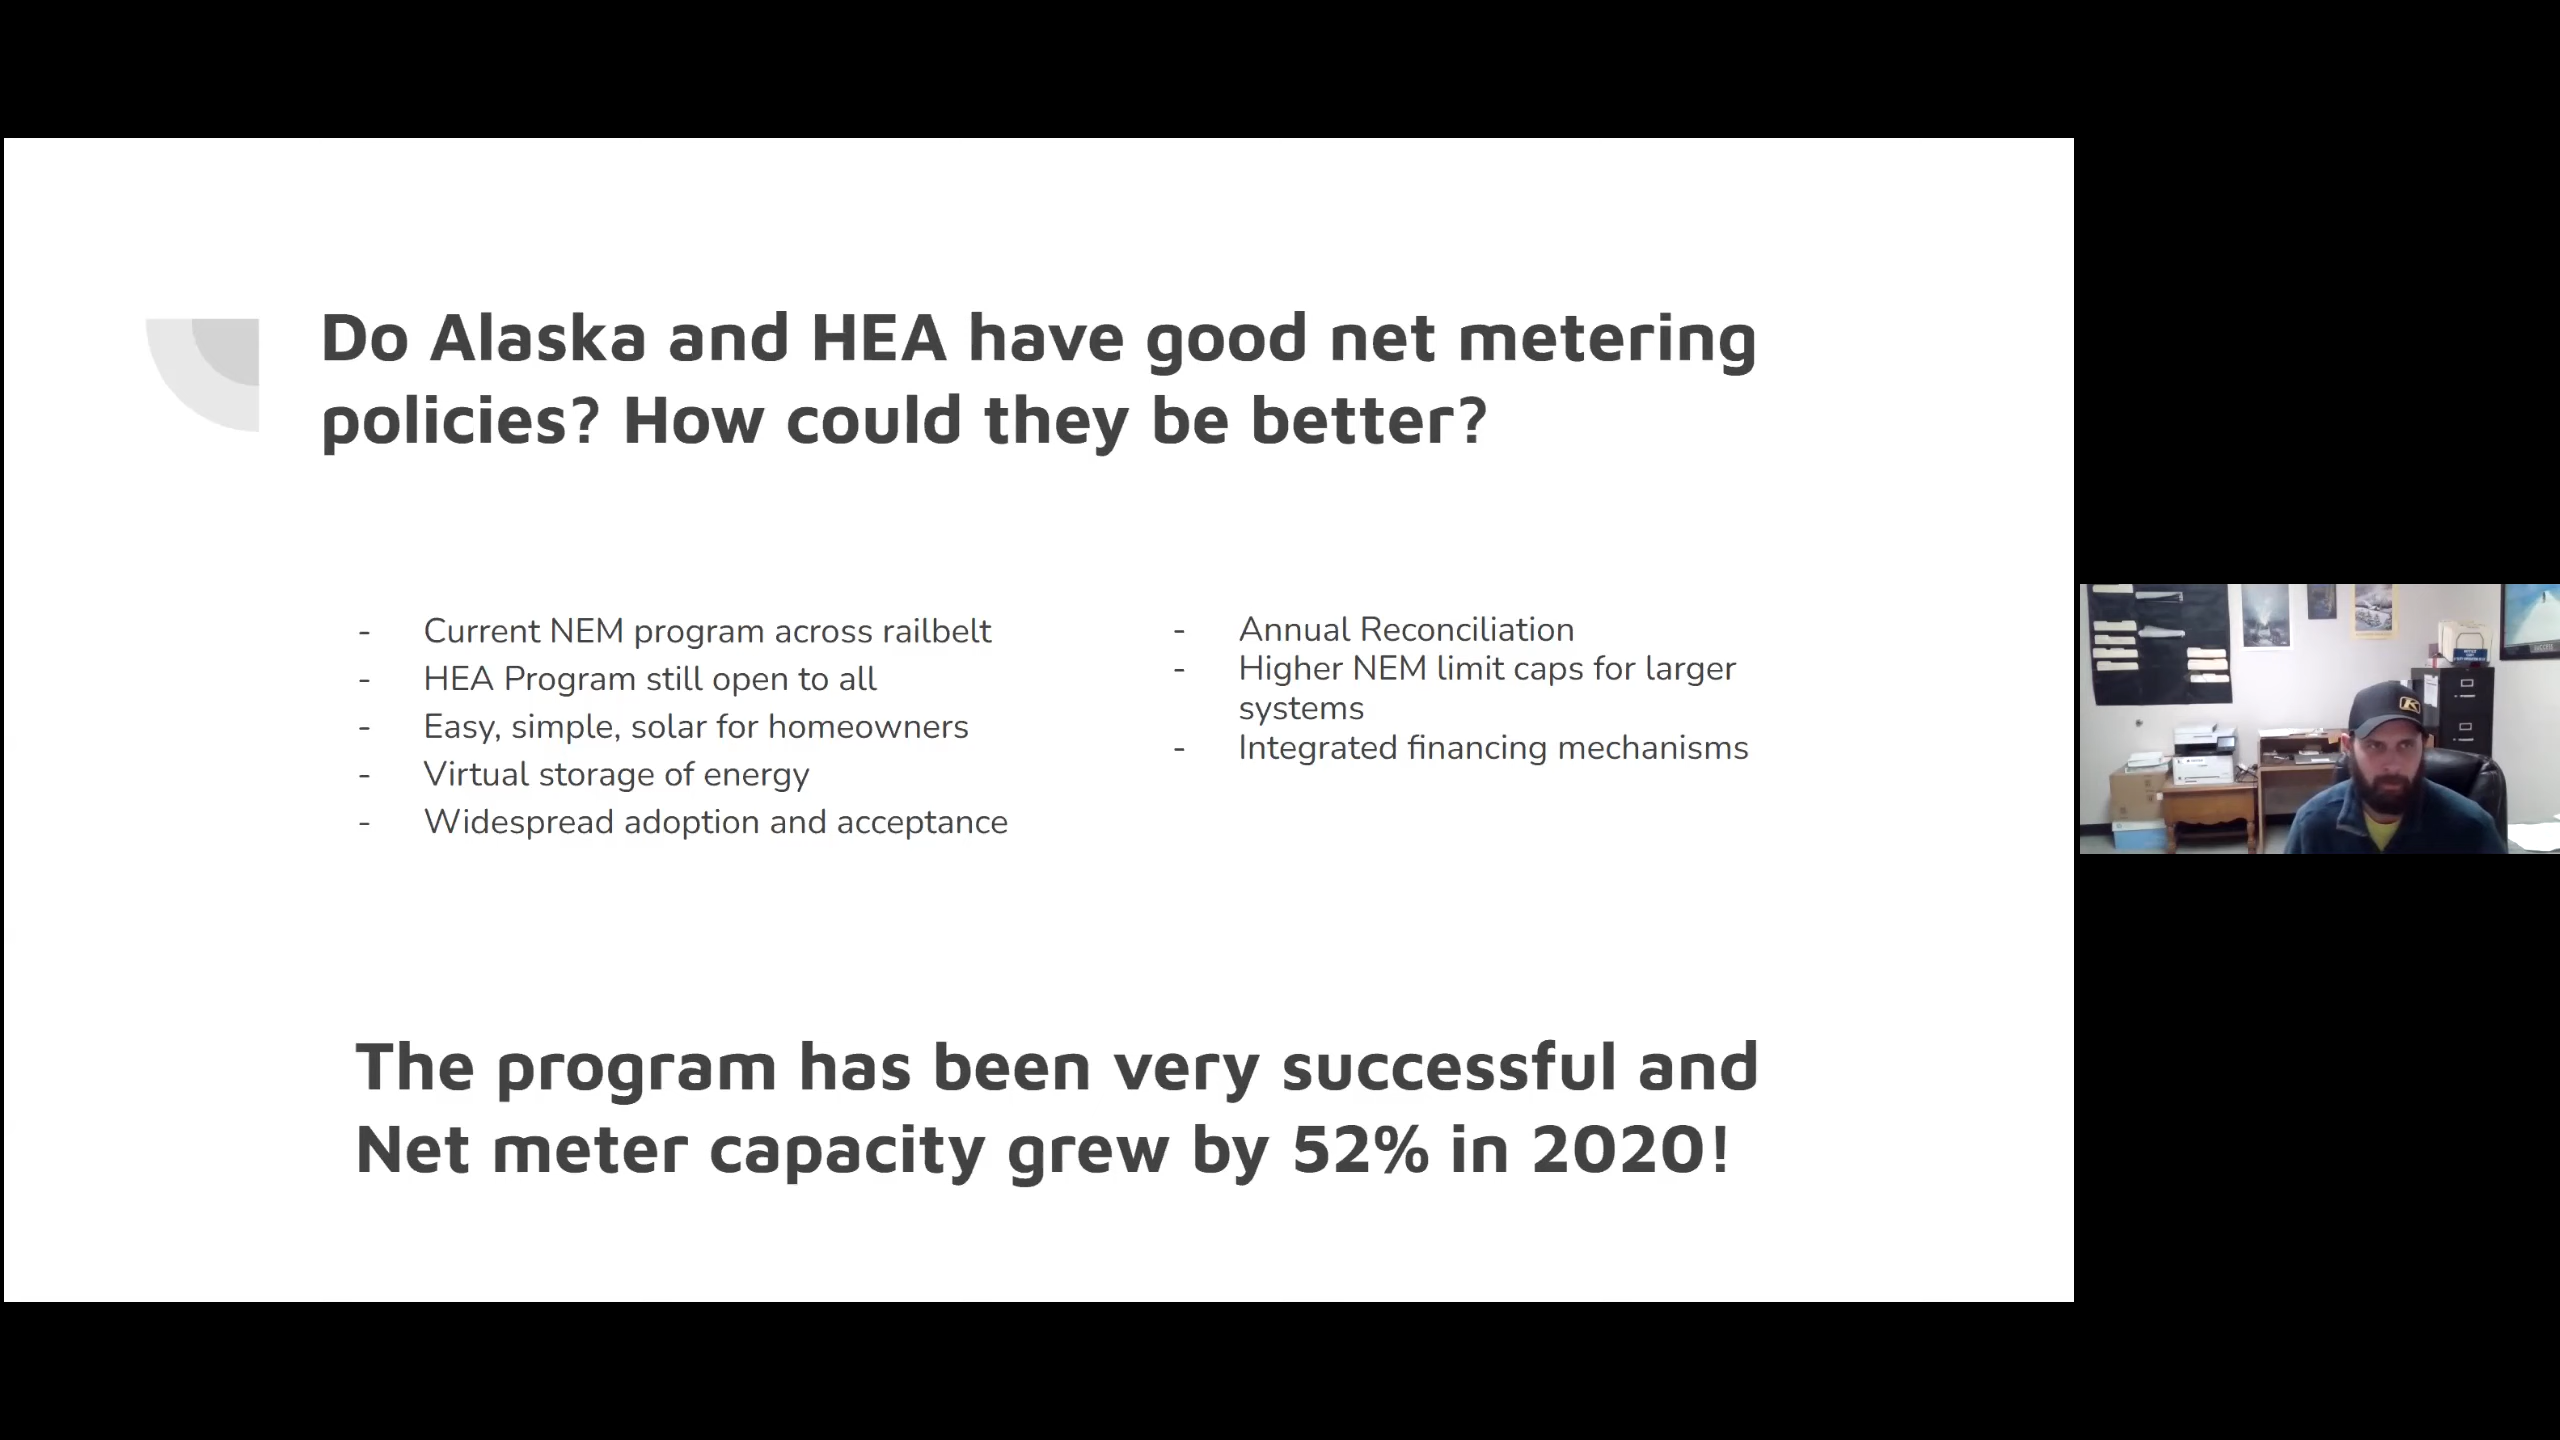 Do Alaska and HEA have good net metering
policies? How could they be better?
- Current NEM program across railbelt
- HEA Program still open to all
- Easy, simple, solar for homeowners
- Virtual storage of energy
- Widespread adoption and acceptance
- Annual Reconciliation
- Higher NEM limit caps for larger
systems
- Integrated financing mechanisms
The program has been very successful and
Net meter capacity grew by 52% in 2020!